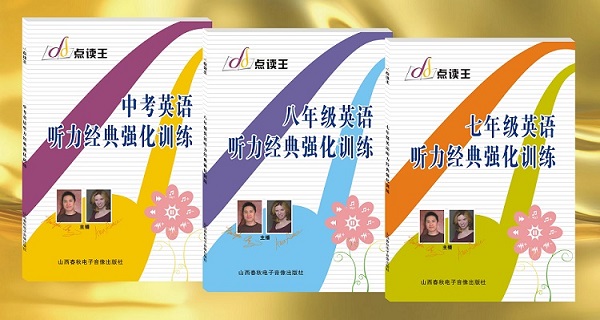 点读王
中考英语
听力经典强化训练
主播
山西春秋电子音像出版社
点读王
八年级英语
听力经典强化训练
主播
山西春秋电子音像出版社
点读王
七年级英语
听力经典强化训练
主播
山西春秋电子音像出版社